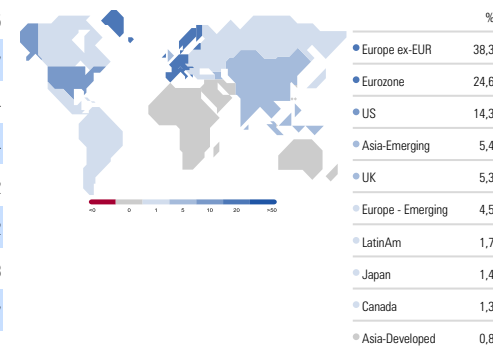 %
Europe ex-EUR 38,3
Eurozone 24,6
US 14,3
Asia-Emerging 5,4
UK 5,3
Europe - Emerging 4,5
LatinAm 1,7
Japan 1,4
Canada 1,3
Asia-Developed 0,8
<0 0 1 5 10 20 >50